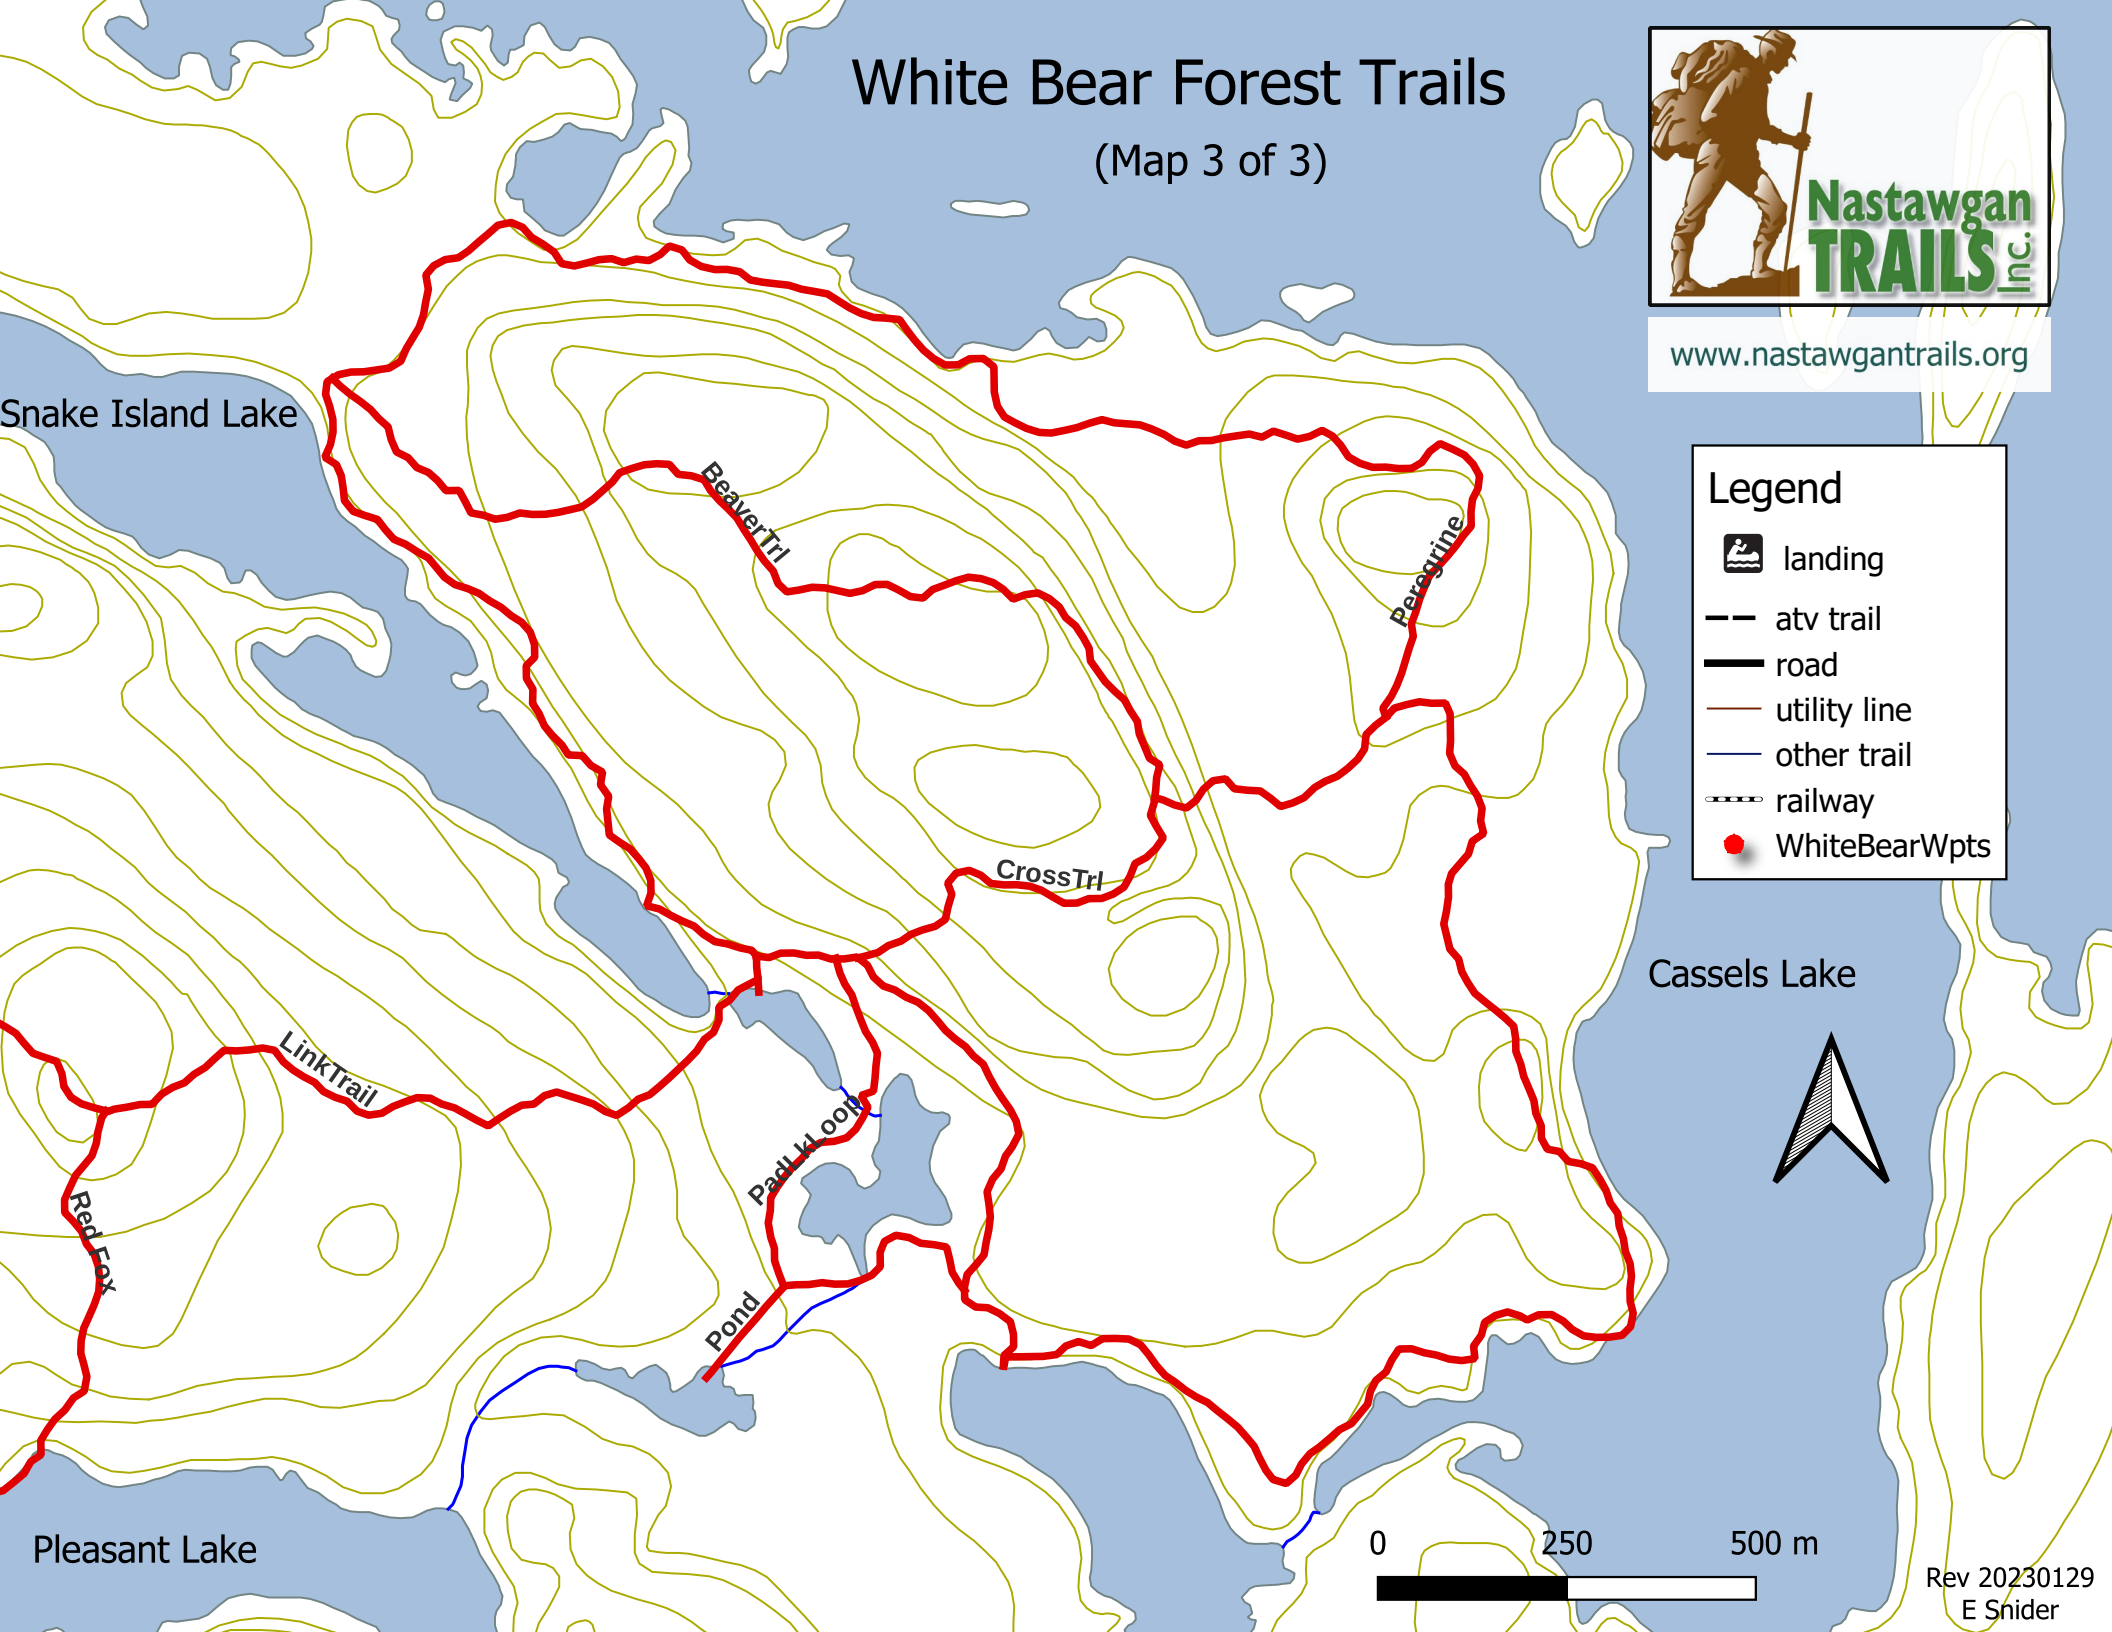 White Bear Forest Trails
(Map 3 of 3)
Nastawgan
TRAILS Inc.
www.nastawgantrails.org
Snake Island Lake
Legend
landing
atv trail
road
utility line
other trail
railway
WhiteBearWpts
BeaverTrl
Peregrine
CrossTrl
Cassels Lake
LinkTrail
PadLkLoop
Red Fox
Pond
Pleasant Lake
0 250 500 m
Rev 20230129
E Snider